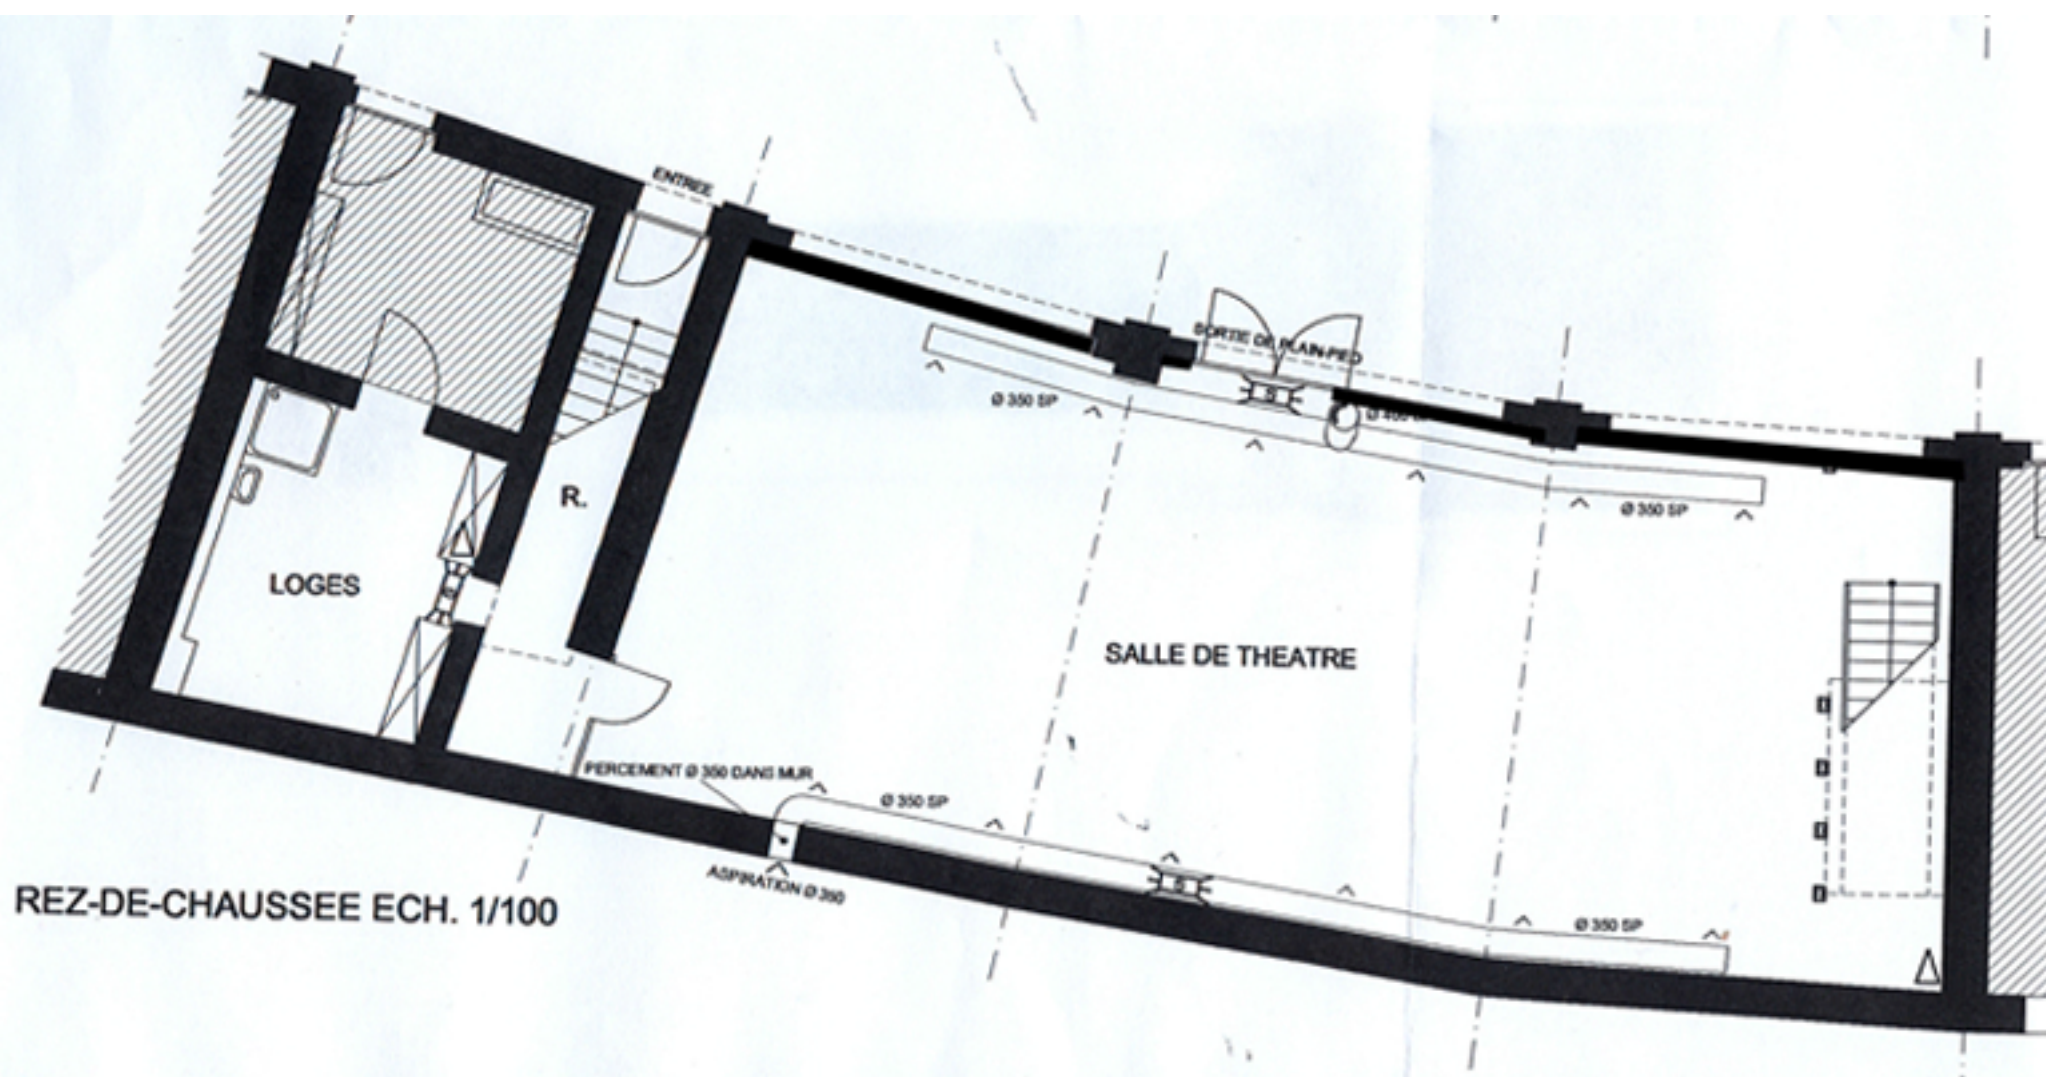 ENTREE
SORTIE DE PLAIN-PIED
Ø 350 SP
Ø 350 SP
R.
LOGES
SALLE DE THEATRE
PERCEMENT Ø 350 DANS MUR
Ø 350 SP
ASPIRATION Ø 350
Ø 350 SP
REZ-DE-CHAUSSEE ECH. 1/100